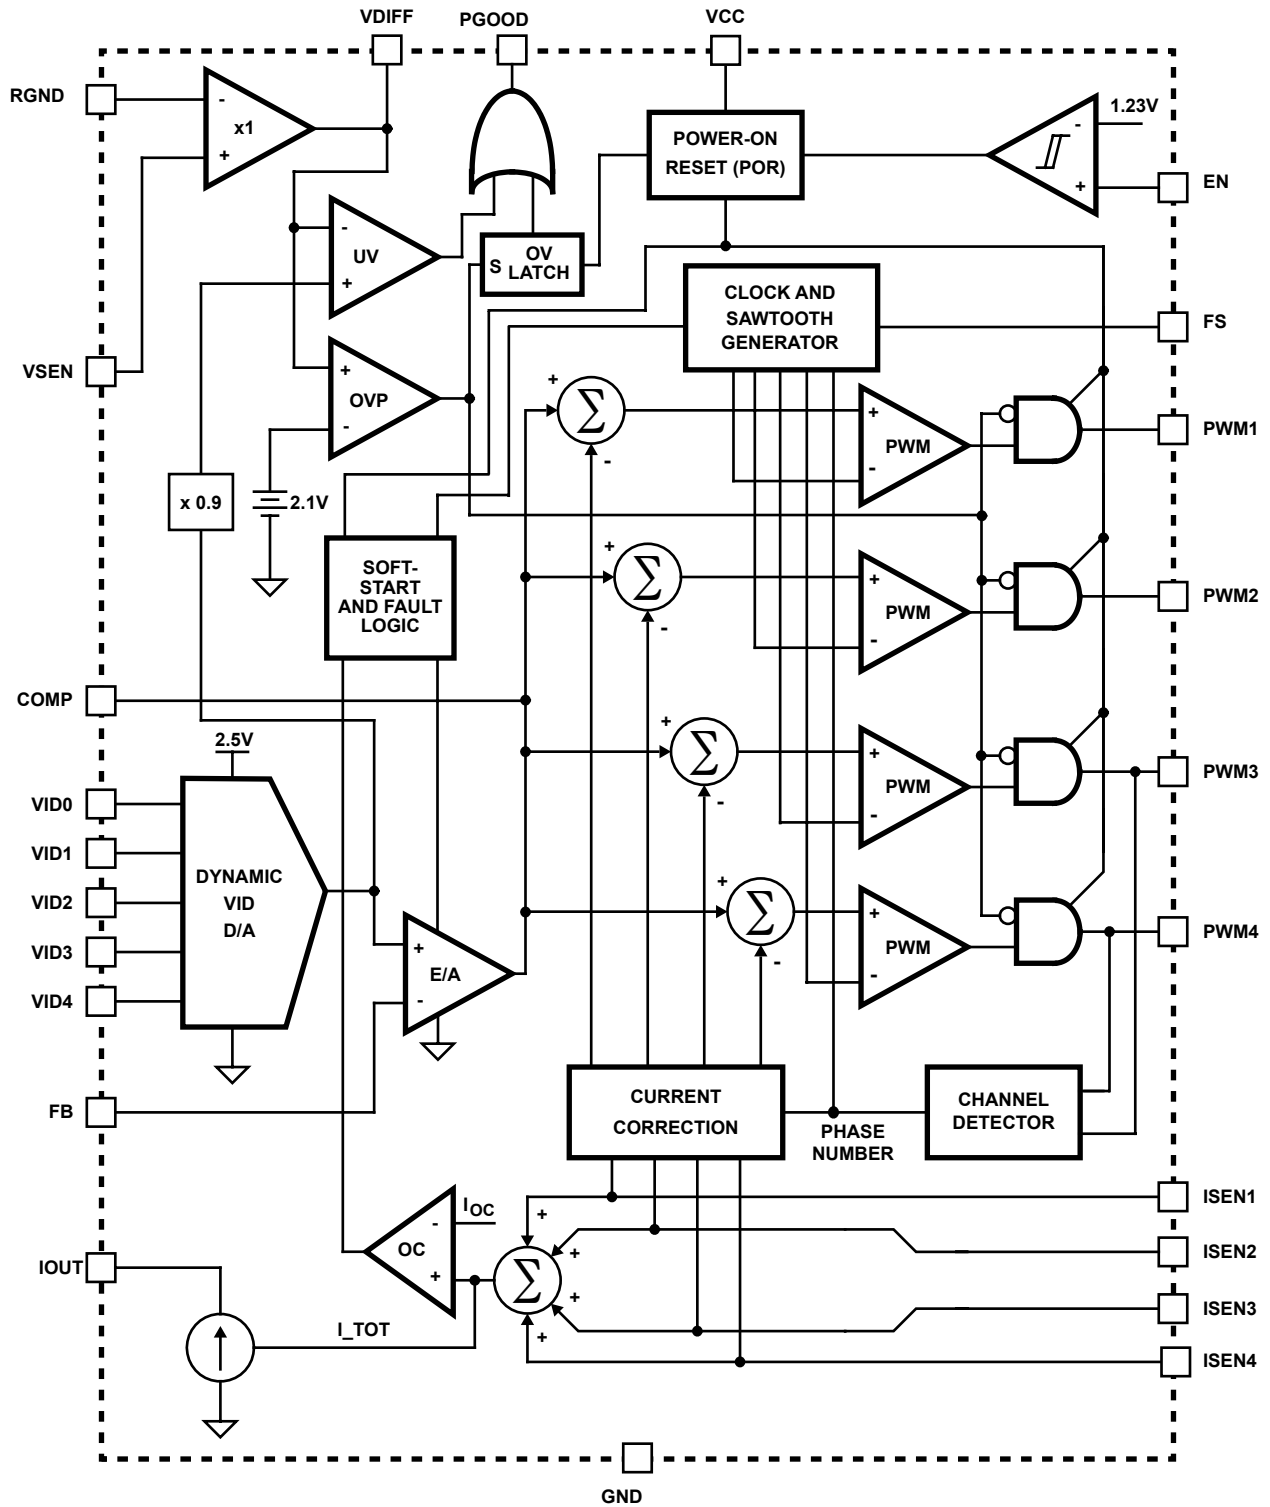 VDIFF
PGOOD
VCC
RGND
-
x1
+
POWER-ON
RESET (POR)
1.23V
-
+
EN
-
UV
+
S
OV
LATCH
CLOCK AND
SAWTOOTH
GENERATOR
FS
VSEN
+
OVP
-
+
Σ
-
+
PWM
-
PWM1
x 0.9
2.1V
SOFT-
START
AND FAULT
LOGIC
+
Σ
-
+
PWM
-
PWM2
COMP
2.5V
+
Σ
-
+
PWM
-
PWM3
VID0
VID1
VID2
VID3
VID4
DYNAMIC
VID
D/A
+
E/A
-
+
Σ
-
+
PWM
-
PWM4
FB
CURRENT
CORRECTION
PHASE
NUMBER
CHANNEL
DETECTOR
IOC
-
OC
+
+
+
Σ
+
+
ISEN1
ISEN2
ISEN3
ISEN4
IOUT
I_TOT
GND